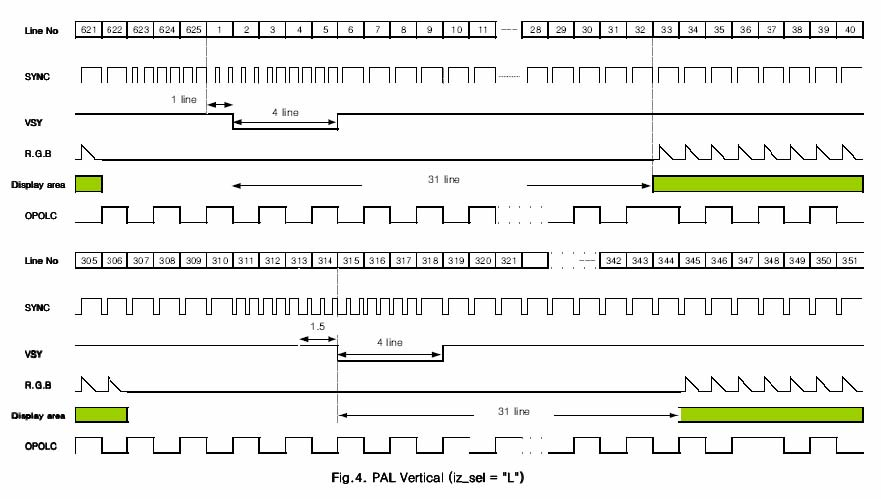 Line No 621 622 623 624 625 1 2 3 4 5 6 7 8 9 10 11 28 29 30 31 32 33 34 35 36 37 38 39 40
SYNC
1 line
4 line
VSY
R.G.B
31 line
Display area
OPOLC
Line No 305 306 307 308 309 310 311 312 313 314 315 316 317 318 319 320 321 342 343 344 345 346 347 348 349 350 351
SYNC
1.5
4 line
VSY
R.G.B
31 line
Display area
OPOLC
Fig.4. PAL Vertical (iz_sel = "L")